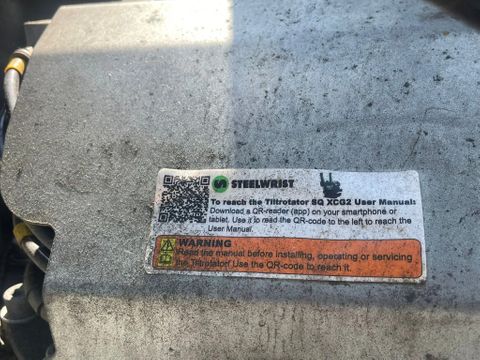 STEELWRIST
To reach the Tiltrotator SQ XCG2 User Manual:
Download a QR-reader (app) on your smartphone or
tablet. Use it to read the QR-code to the left to reach the
User Manual.
WARNING
Read the manual before installing, operating or servicing
the Tiltrotator! Use the QR-code to reach it.